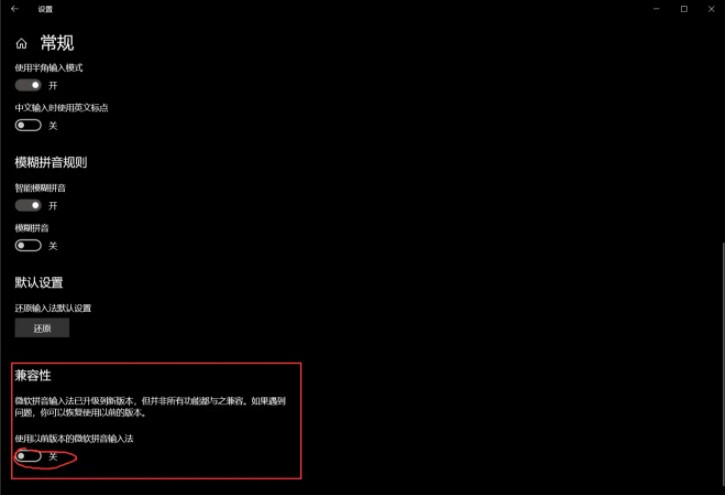 设置
常规
使用半角输入模式
开
中文输入时使用英文标点
关
模糊拼音规则
智能模糊拼音
开
模糊拼音
关
默认设置
还原输入法默认设置
还原
兼容性
微软拼音输入法已升级到新版本，但并非所有功能都与之兼容。如果遇到
问题，你可以恢复使用以前的版本。
使用以前版本的微软拼音输入法
关